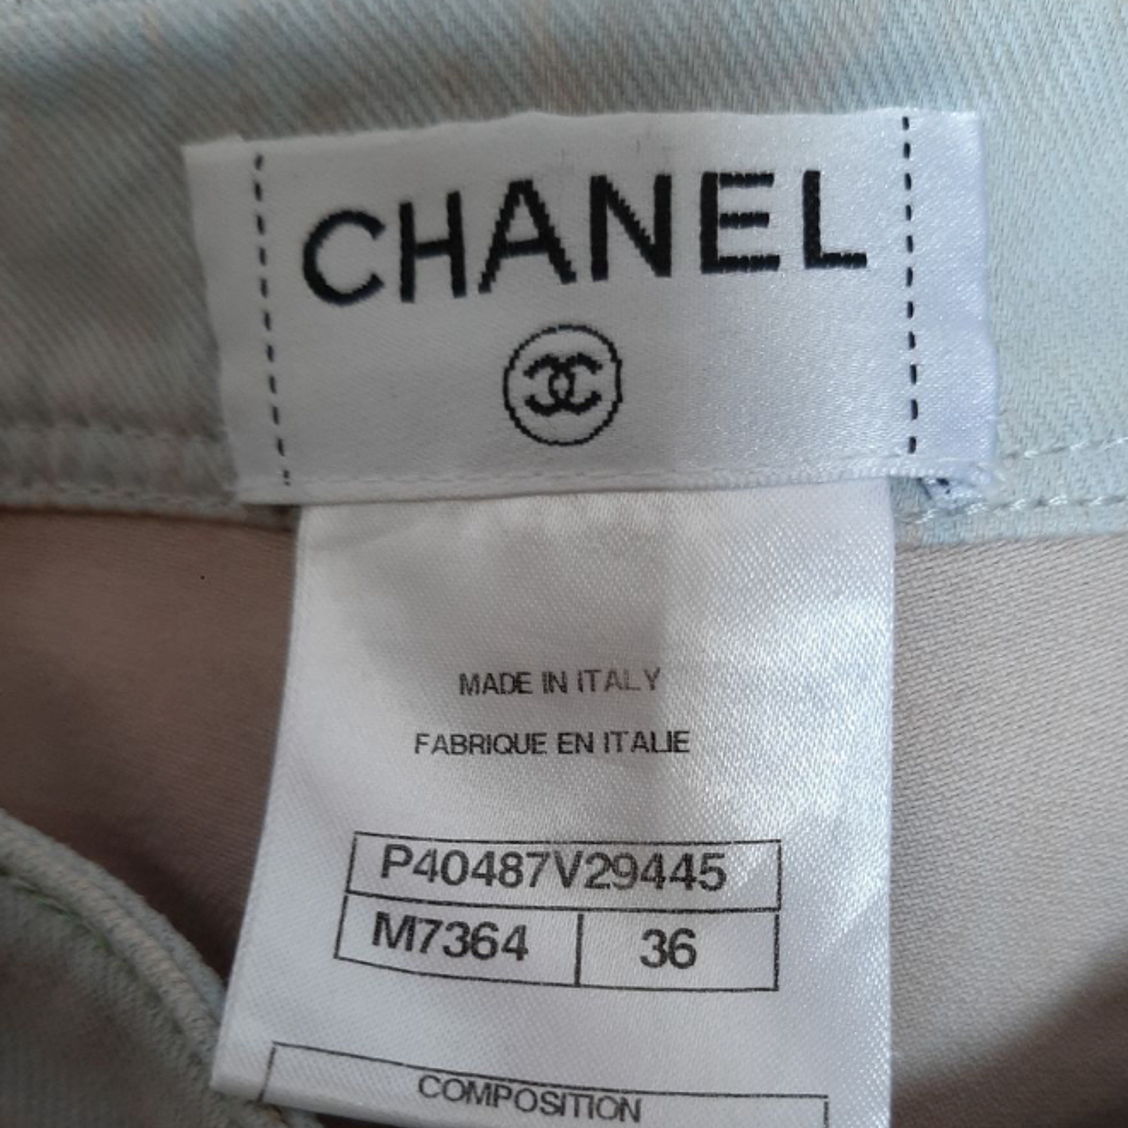 CHANEL
MADE IN ITALY
FABRIQUE EN ITALIE
P40487V29445
M7364 36
COMPOSITION